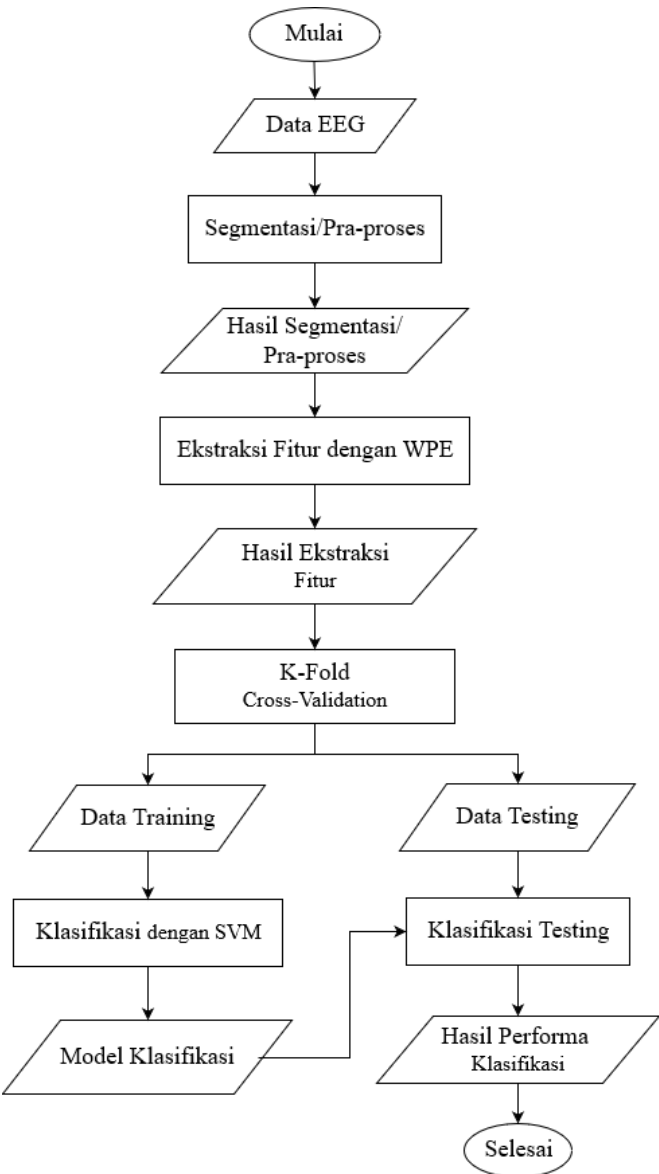 Mulai
Data EEG
Segmentasi/Pra-proses
Hasil Segmentasi/
Pra-proses
Ekstraksi Fitur dengan WPE
Hasil Ekstraksi
Fitur
K-Fold
Cross-Validation
Data Training
Data Testing
Klasifikasi dengan SVM
Klasifikasi Testing
Model Klasifikasi
Hasil Performa
Klasifikasi
Selesai